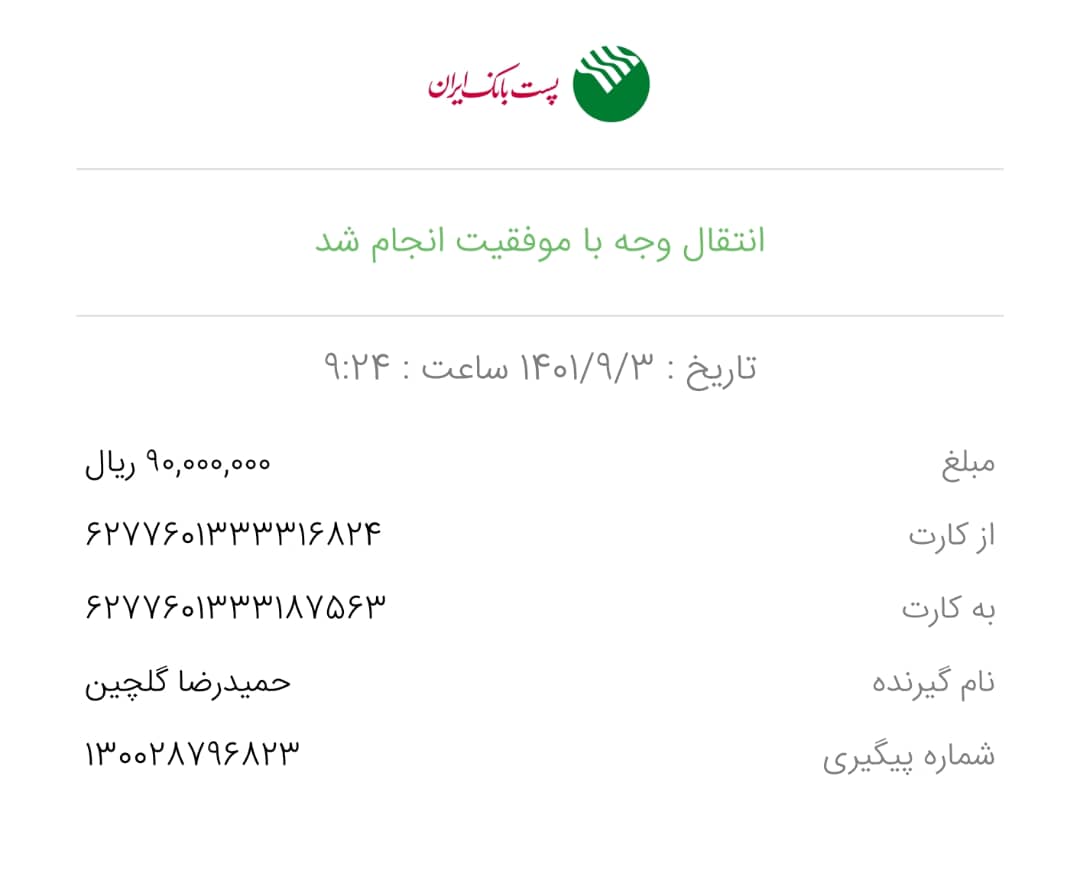 پست بانک ایران
انتقال وجه با موفقیت انجام شد
تاریخ : ۱۴۰۱/۹/۳ ساعت : ۹:۲۴
مبلغ ۹۰,۰۰۰,۰۰۰ ریال
از کارت ۶۲۷۷۶۰۱۳۳۳۳۱۶۸۲۴
به کارت ۶۲۷۷۶۰۱۳۳۳۱۸۷۵۶۳
نام گیرنده حمیدرضا گلچین
شماره پیگیری ۱۳۰۰۲۸۷۹۶۸۲۳